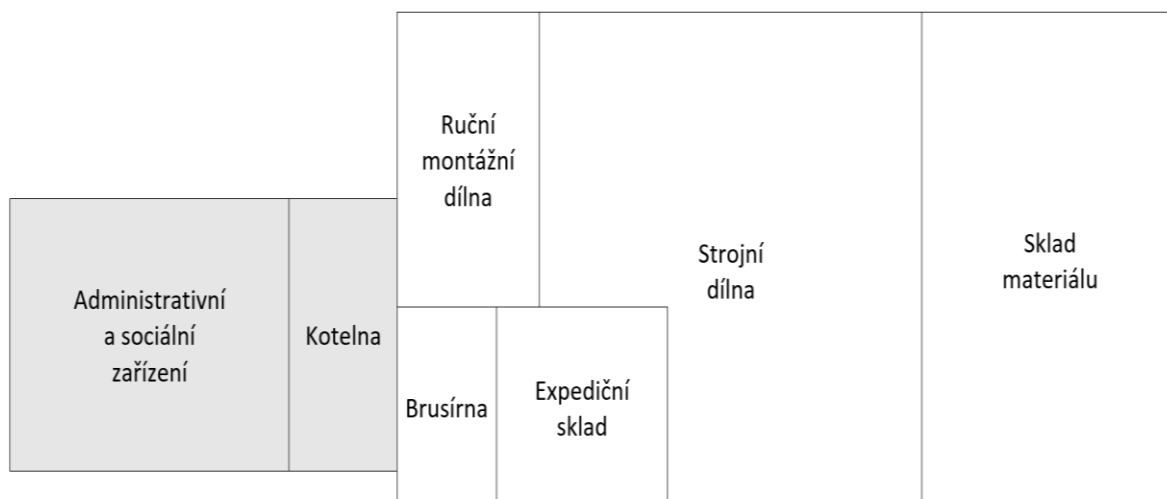 Ruční
montážní
dílna
Strojní
dílna
Sklad
materiálu
Administrativní
a sociální
zařízení
Kotelna
Brusírna
Expediční
sklad